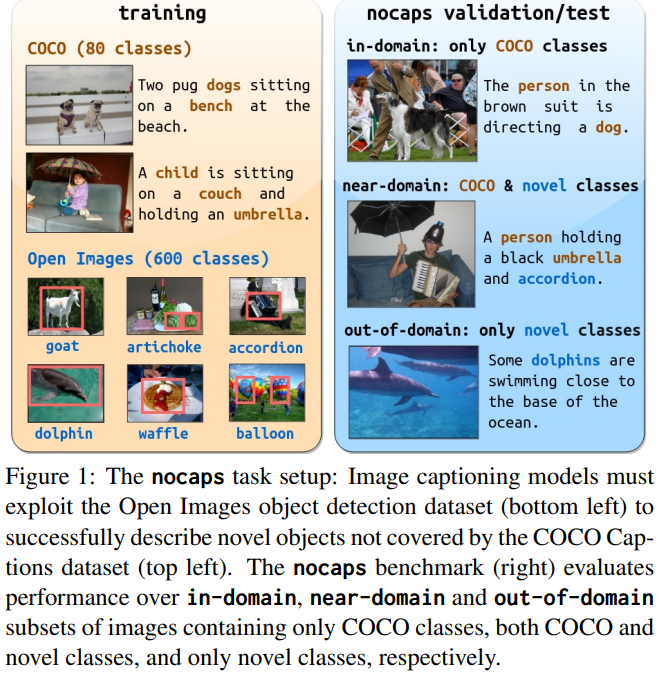 training
COCO (80 classes)
Two pug dogs sitting
on a bench at the
beach.
A child is sitting
on a couch and
holding an umbrella.
Open Images (600 classes)
goat
artichoke
accordion
dolphin
waffle
balloon
nocaps validation/test
in-domain: only COCO classes
The person in the
brown suit is
directing a dog.
near-domain: COCO & novel classes
A person holding
a black umbrella
and accordion.
out-of-domain: only novel classes
Some dolphins are
swimming close to
the base of the
ocean.
Figure 1: The nocaps task setup: Image captioning models must
exploit the Open Images object detection dataset (bottom left) to
successfully describe novel objects not covered by the COCO Cap-
tions dataset (top left). The nocaps benchmark (right) evaluates
performance over in-domain, near-domain and out-of-domain
subsets of images containing only COCO classes, both COCO and
novel classes, and only novel classes, respectively.